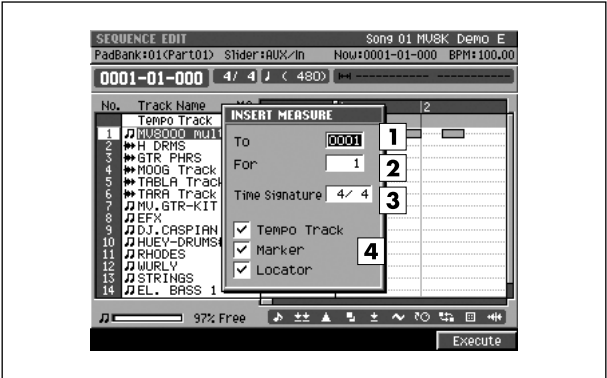 SEQUENCE EDIT Song 01 MV8K Demo E
PadBank:01(Part01) Slider:AUX/In Now:0001-01-000 BPM:100.00
0001-01-000 4/ 4 ( 480)
No. Track Name 2
Tempo Track
INSERT MEASURE
To 0001 1
For 1 2
Time Signature 4/ 4 3
Tempo Track
Marker 4
Locator
1 MV8000 mult
2 H DRMS
3 GTR PHRS
4 MOOG Track
5 TABLA Track
6 TARA Track
7 MV.GTR-KIT
8 EFX
9 DJ.CASPIAN
10 HUEY-DRUMS
11 RHODES
12 WURLY
13 STRINGS
14 EL. BASS 1
97% Free
Execute